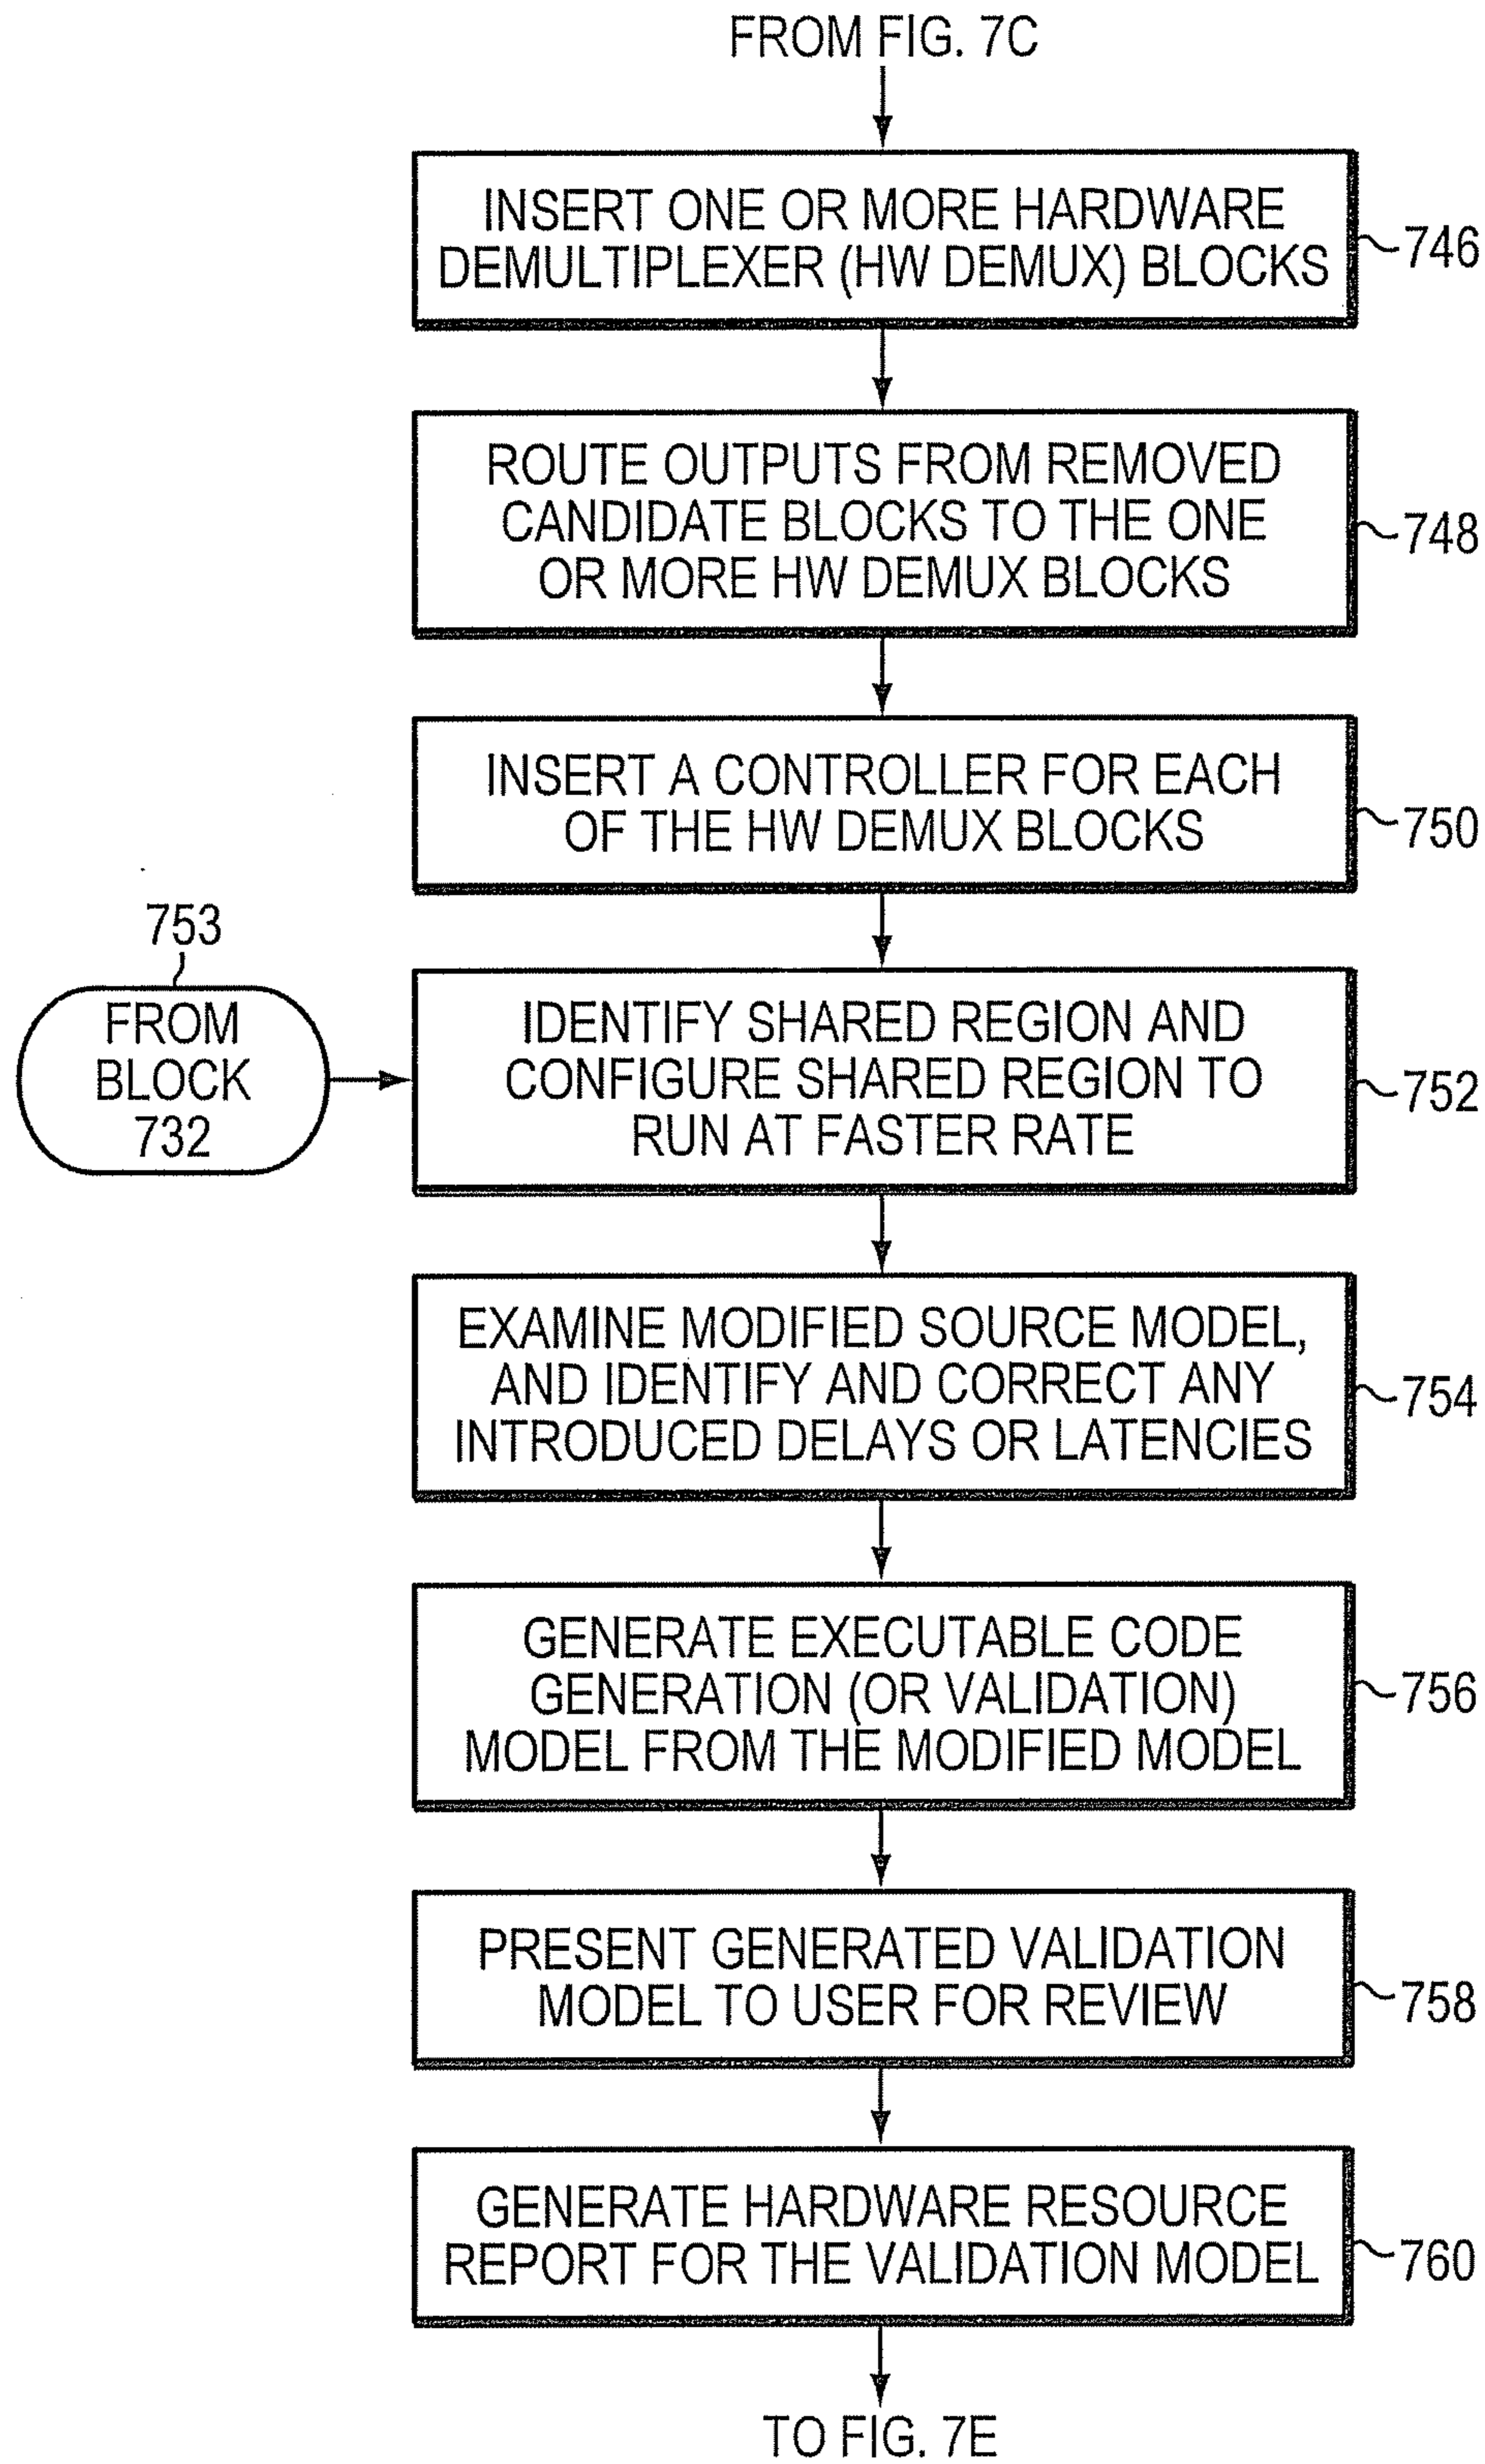 FROM FIG. 7C
INSERT ONE OR MORE HARDWARE
DEMULTIPLEXER (HW DEMUX) BLOCKS
746
ROUTE OUTPUTS FROM REMOVED
CANDIDATE BLOCKS TO THE ONE
OR MORE HW DEMUX BLOCKS
748
INSERT A CONTROLLER FOR EACH
OF THE HW DEMUX BLOCKS
750
753
FROM
BLOCK
732
IDENTIFY SHARED REGION AND
CONFIGURE SHARED REGION TO
RUN AT FASTER RATE
752
EXAMINE MODIFIED SOURCE MODEL,
AND IDENTIFY AND CORRECT ANY
INTRODUCED DELAYS OR LATENCIES
754
GENERATE EXECUTABLE CODE
GENERATION (OR VALIDATION)
MODEL FROM THE MODIFIED MODEL
756
PRESENT GENERATED VALIDATION
MODEL TO USER FOR REVIEW
758
GENERATE HARDWARE RESOURCE
REPORT FOR THE VALIDATION MODEL
760
TO FIG. 7E